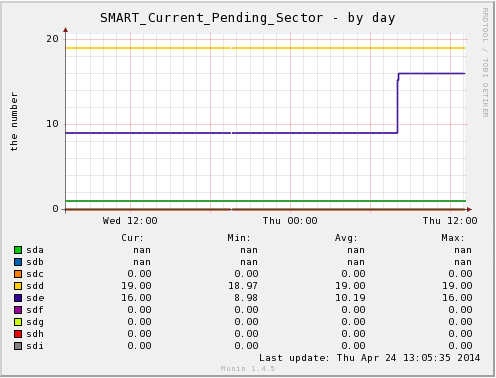 SMART_Current_Pending_Sector - by day
RRDTOOL / TOBI OETIKER
the number
20
10
0
Wed 12:00 Thu 00:00 Thu 12:00
Cur: Min: Avg: Max:
sda nan nan nan nan
sdb nan nan nan nan
sdc 0.00 0.00 0.00 0.00
sdd 19.00 18.97 19.00 19.00
sde 16.00 8.98 10.19 16.00
sdf 0.00 0.00 0.00 0.00
sdg 0.00 0.00 0.00 0.00
sdh 0.00 0.00 0.00 0.00
sdi 0.00 0.00 0.00 0.00
Last update: Thu Apr 24 13:05:35 2014
Munin 1.4.5